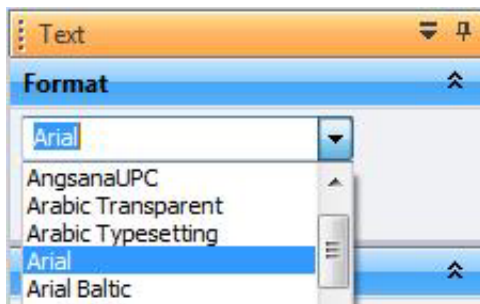 Text
Format
Arial
AngsanaUPC
Arabic Transparent
Arabic Typesetting
Arial
Arial Baltic